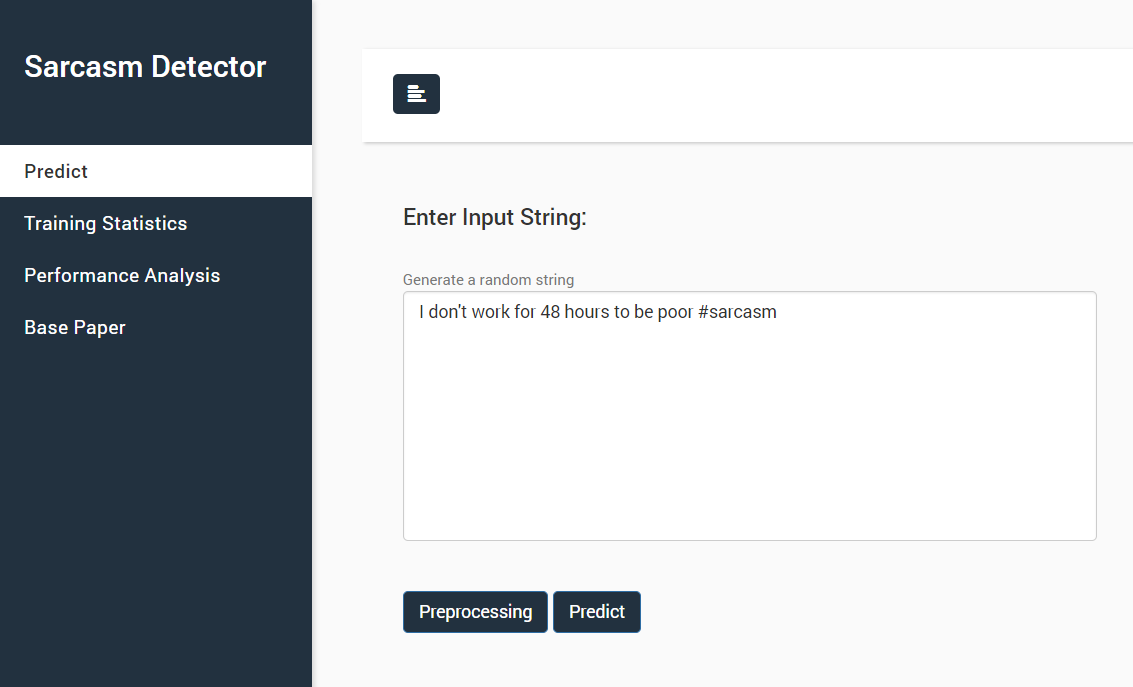 Sarcasm Detector
Predict
Training Statistics
Performance Analysis
Base Paper
Enter Input String:
Generate a random string
I don't work for 48 hours to be poor #sarcasm
Preprocessing Predict